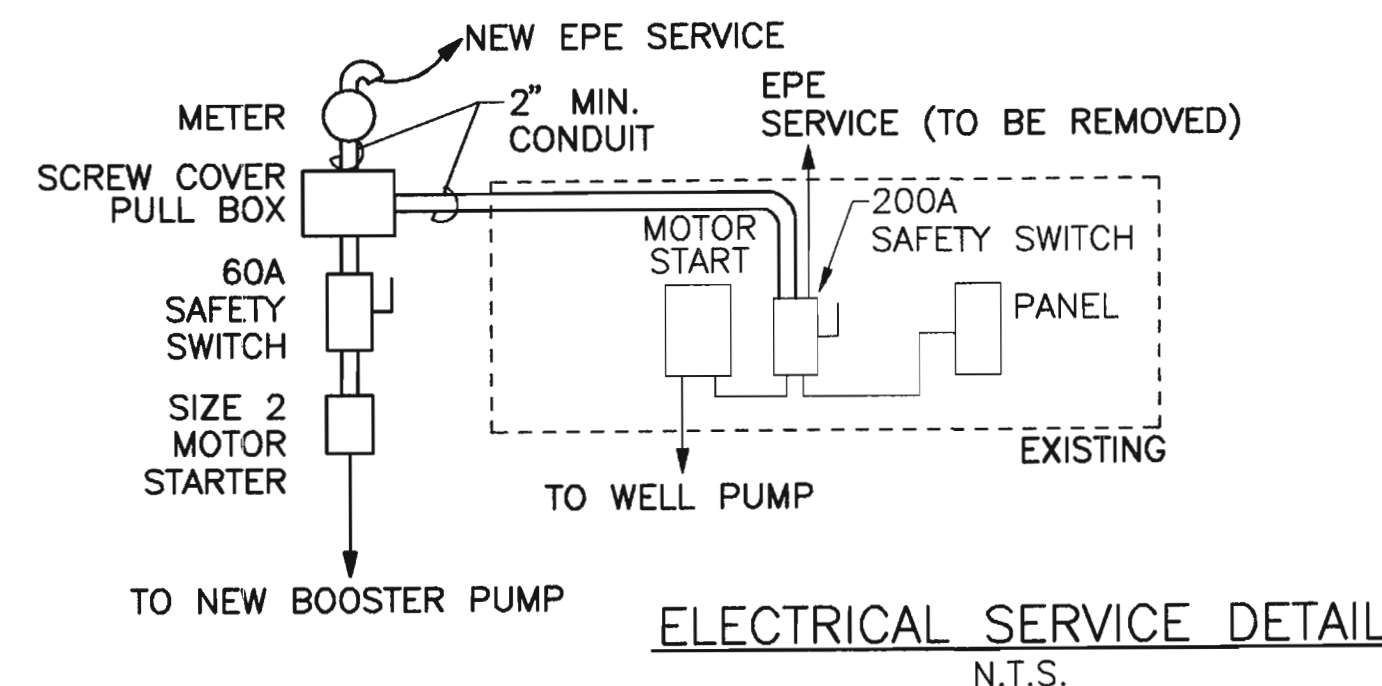 NEW EPE SERVICE
METER
2" MIN.
CONDUIT
EPE
SERVICE (TO BE REMOVED)
SCREW COVER
PULL BOX
200A
SAFETY SWITCH
MOTOR
START
60A
SAFETY
SWITCH
PANEL
SIZE 2
MOTOR
STARTER
EXISTING
TO WELL PUMP
TO NEW BOOSTER PUMP
ELECTRICAL SERVICE DETAIL
N.T.S.